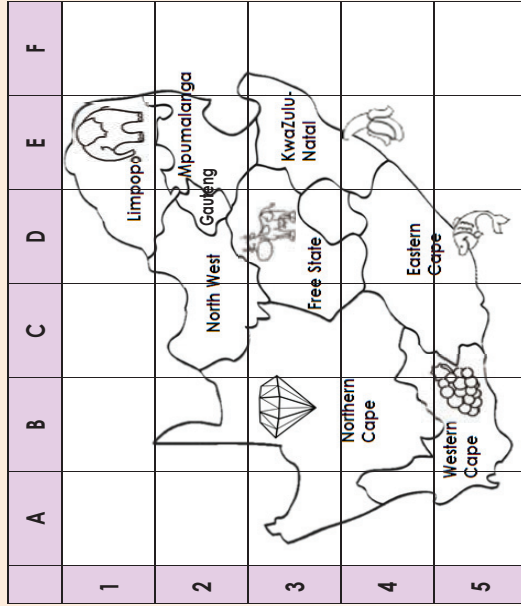 A B C D E F
1
Limpopo
Mpumalanga
2
Gauteng
North West
3
KwaZulu-
Natal
Free State
4
Northern
Cape
Eastern
Cape
5
Western
Cape